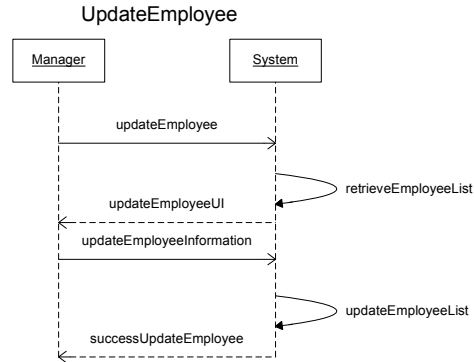 UpdateEmployee
Manager
System
updateEmployee
retrieveEmployeeList
updateEmployeeUI
updateEmployeeInformation
updateEmployeeList
successUpdateEmployee